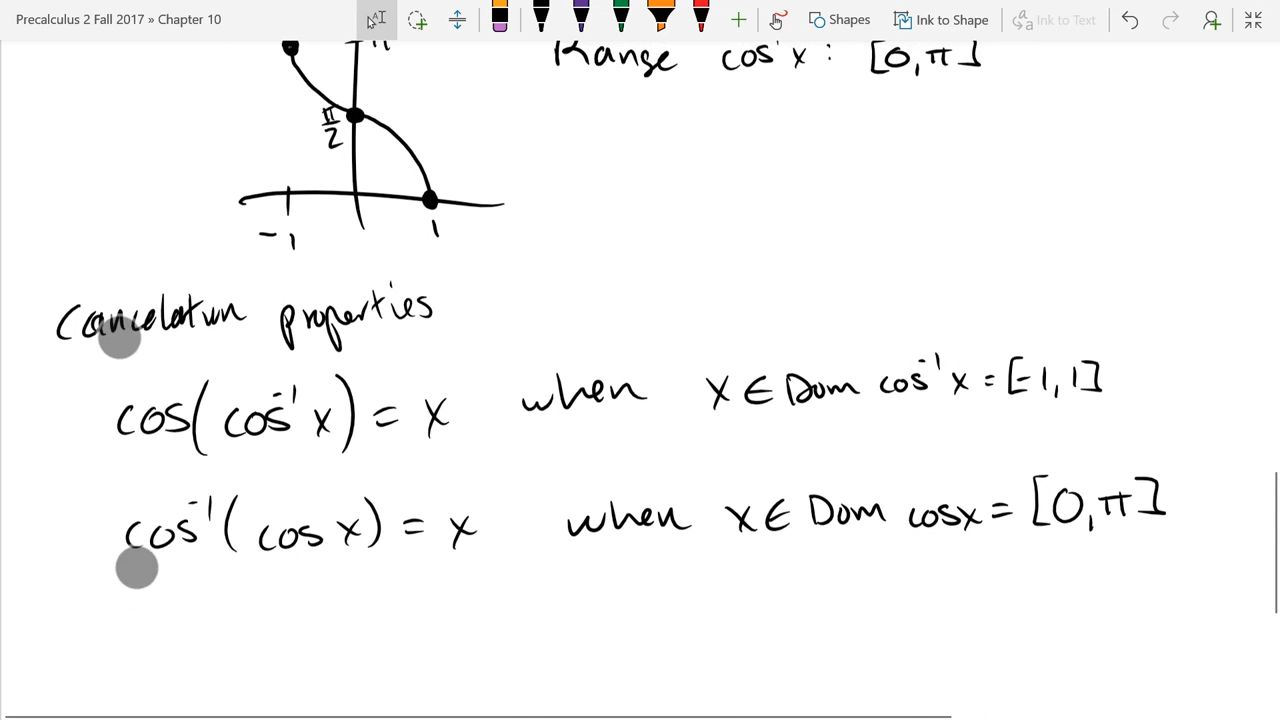 Precalculus 2 Fall 2017 » Chapter 10
Shapes
Ink to Shape
Ink to Text
π
Range cos⁻¹x : [0,π]
π/2
-1
1
Cancelation properties
cos(cos⁻¹x) = x when x ∈ Dom cos⁻¹x = [-1,1]
cos⁻¹(cos x) = x when x ∈ Dom cosx = [0,π]